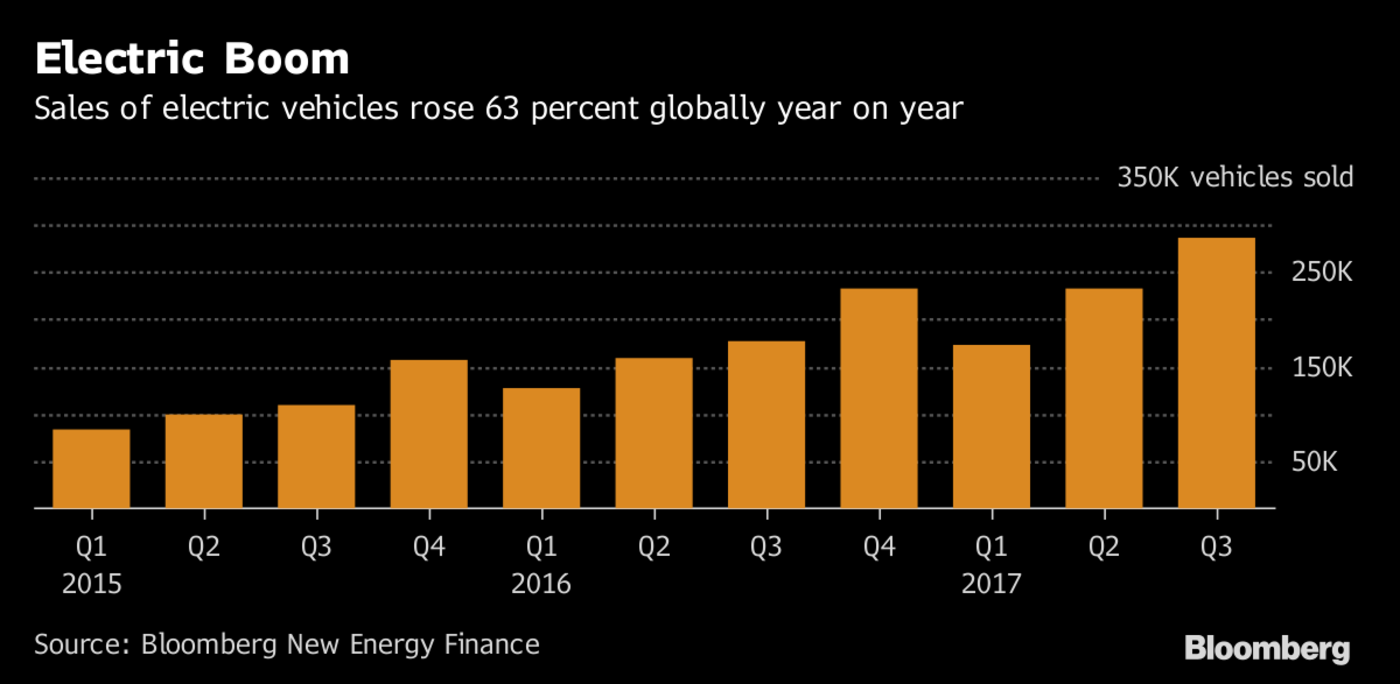 Electric Boom
Sales of electric vehicles rose 63 percent globally year on year
350K vehicles sold
250K
150K
50K
Q1 Q2 Q3 Q4 Q1 Q2 Q3 Q4 Q1 Q2 Q3
2015 2016 2017
Source: Bloomberg New Energy Finance
Bloomberg